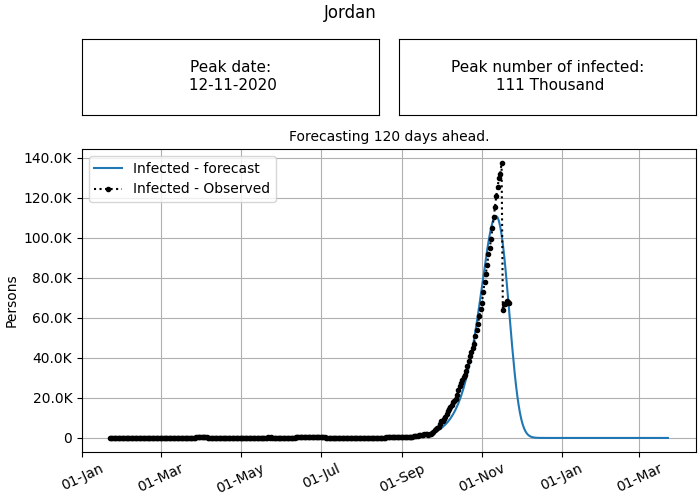 Jordan
Peak date:
12-11-2020
Peak number of infected:
111 Thousand
Forecasting 120 days ahead.
Infected - forecast
Infected - Observed
140.0K
120.0K
100.0K
80.0K
60.0K
40.0K
20.0K
0
Persons
01-Jan
01-Mar
01-May
01-Jul
01-Sep
01-Nov
01-Jan
01-Mar